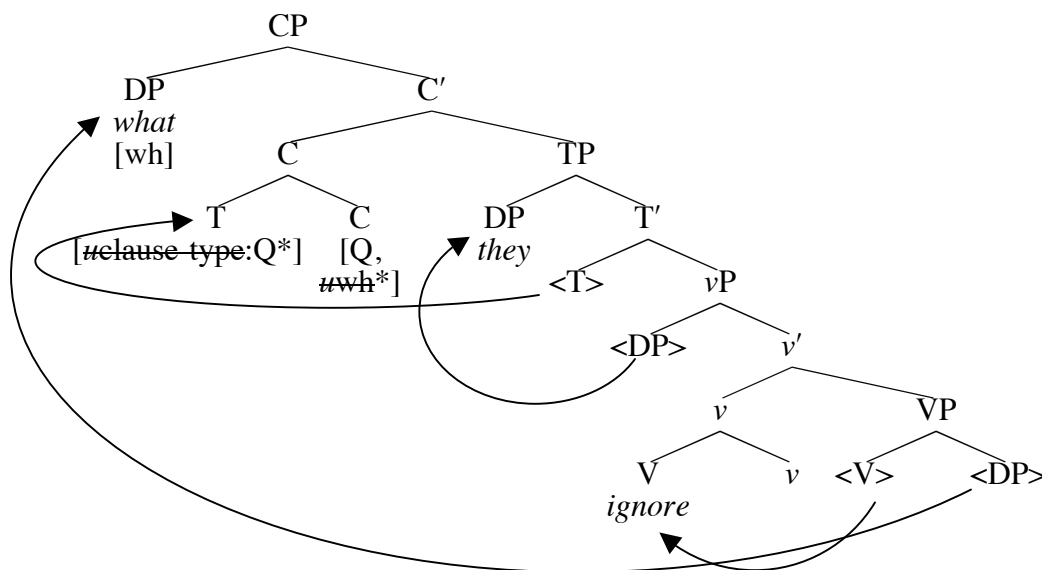 CP
DP C′
what
[wh]
C TP
T C DP T′
[uclause type:Q*] [Q, they
uwh*] <T> vP
<DP> v′
v VP
V v <V> <DP>
ignore